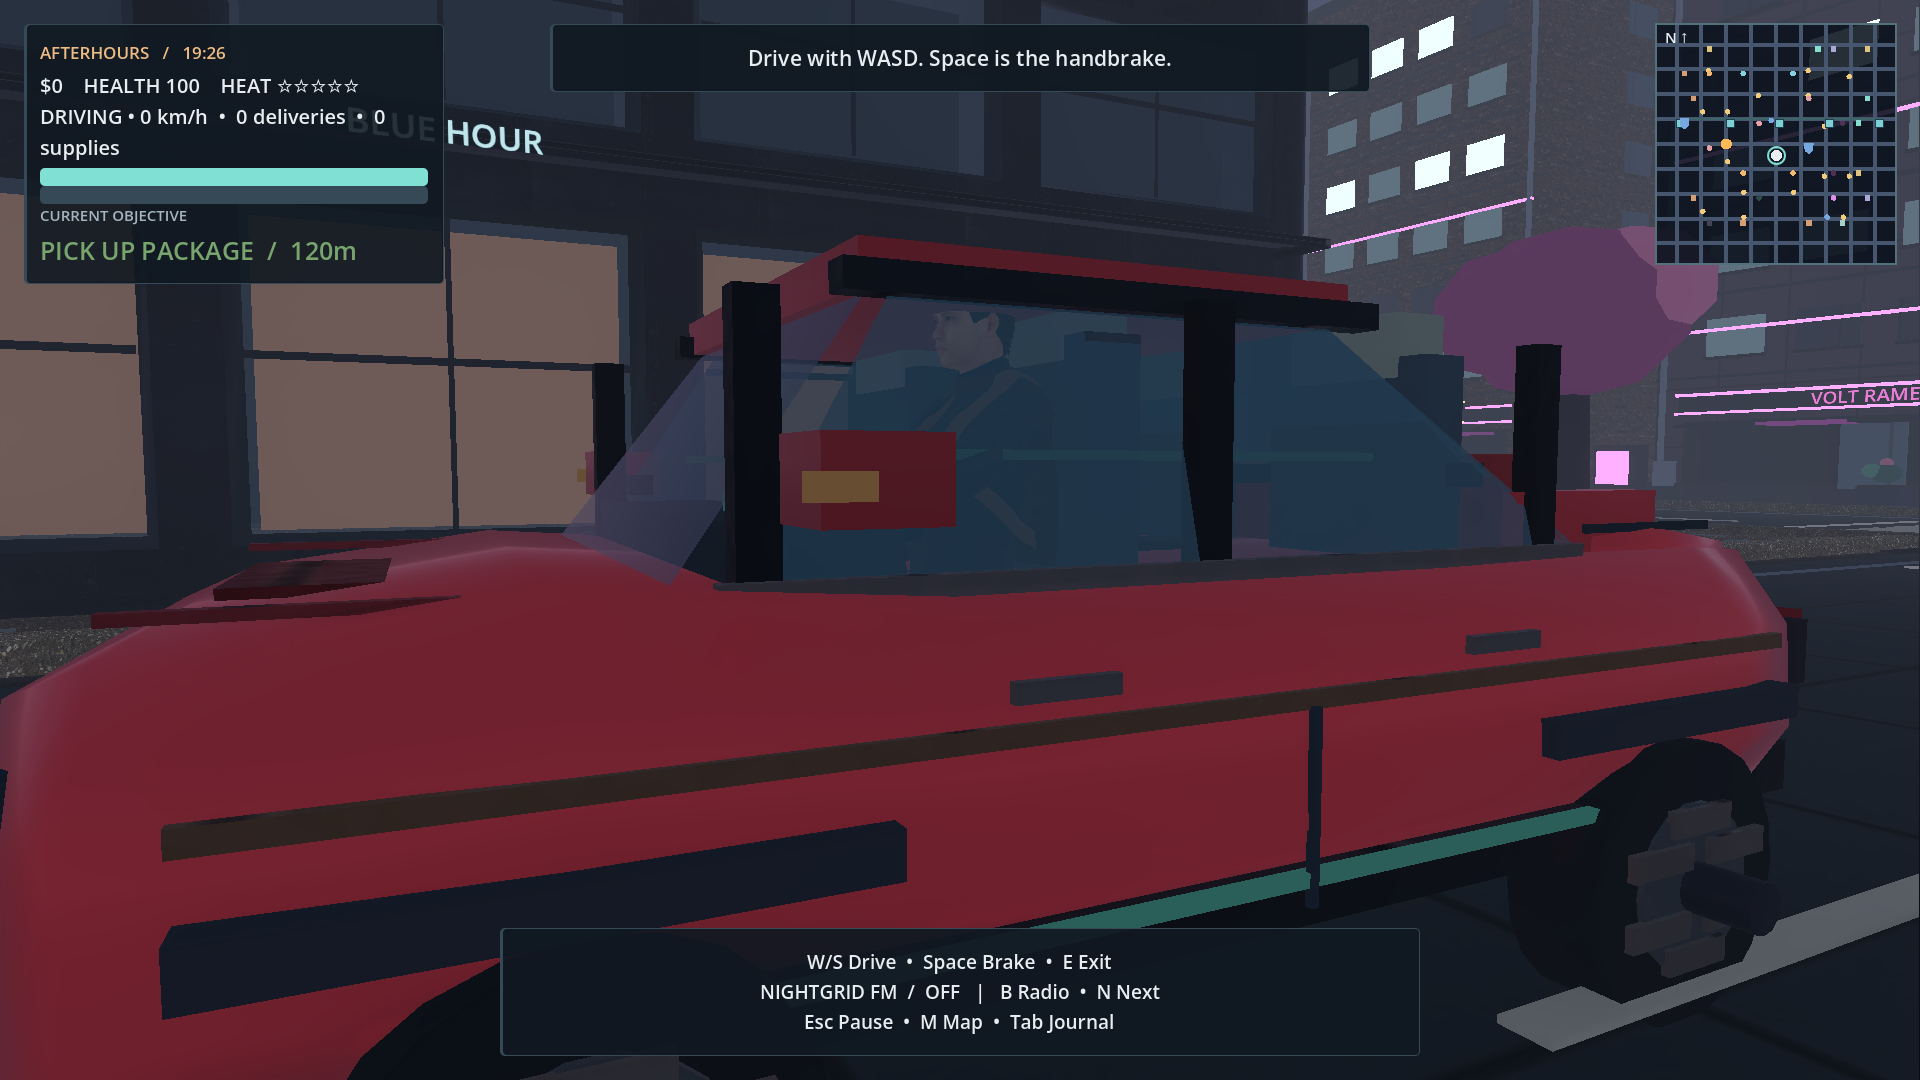 AFTERHOURS / 19:26
$0 HEALTH 100 HEAT ☆☆☆☆☆
DRIVING • 0 km/h • 0 deliveries • 0
supplies
CURRENT OBJECTIVE
PICK UP PACKAGE / 120m
BLUE HOUR
Drive with WASD. Space is the handbrake.
N ↑
VOLT RAME
W/S Drive • Space Brake • E Exit
NIGHTGRID FM / OFF | B Radio • N Next
Esc Pause • M Map • Tab Journal